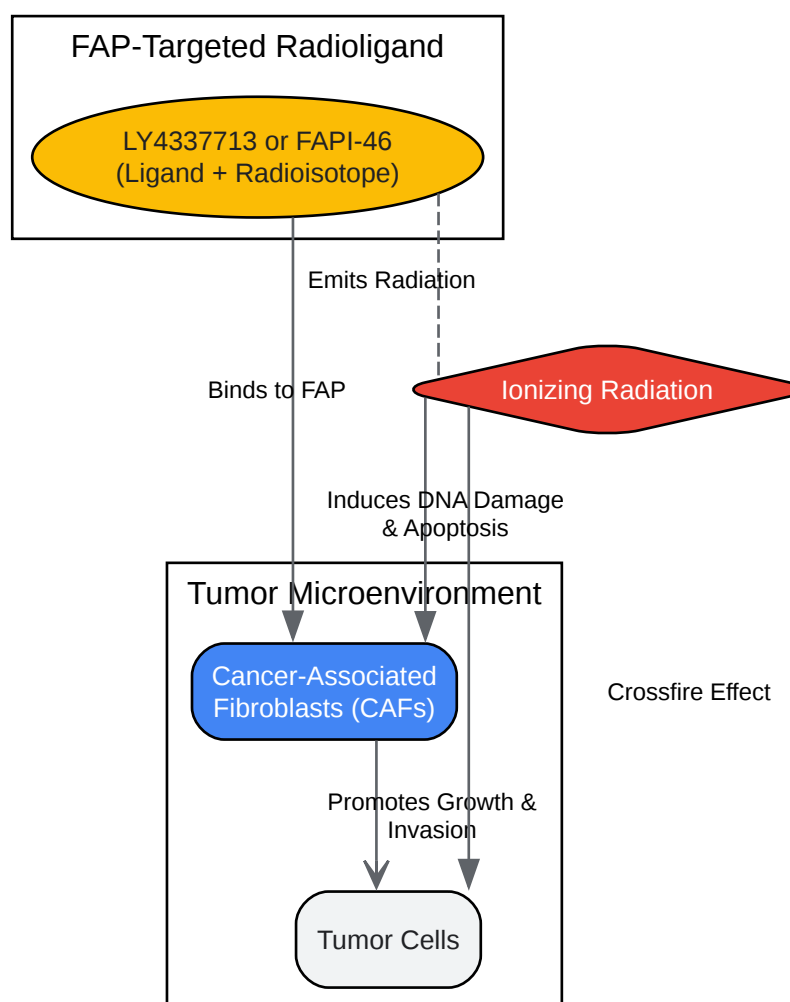 FAP-Targeted Radioligand
LY4337713 or FAPI-46
(Ligand + Radioisotope)
Emits Radiation
Binds to FAP
Ionizing Radiation
Induces DNA Damage
& Apoptosis
Tumor Microenvironment
Cancer-Associated
Fibroblasts (CAFs)
Crossfire Effect
Promotes Growth &
Invasion
Tumor Cells